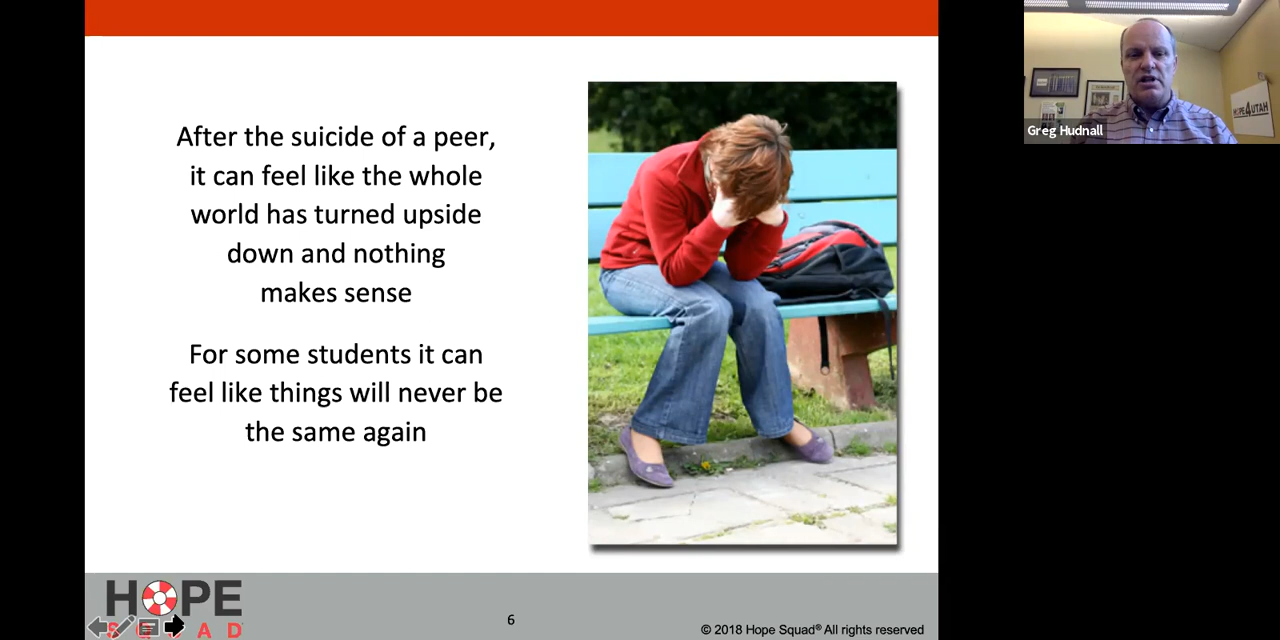 After the suicide of a peer,
it can feel like the whole
world has turned upside
down and nothing
makes sense
For some students it can
feel like things will never be
the same again
HOPE
SQUAD
6
© 2018 Hope Squad® All rights reserved
Greg Hudnall
HOPE4UTAH